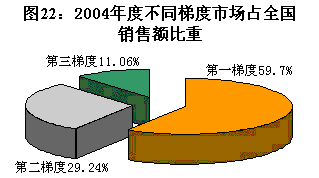 图22：2004年度不同梯度市场占全国
销售额比重
第三梯度11.06%
第一梯度59.7%
第二梯度29.24%